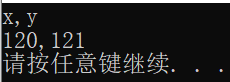 x,y
120,121
请按任意键继续. . .